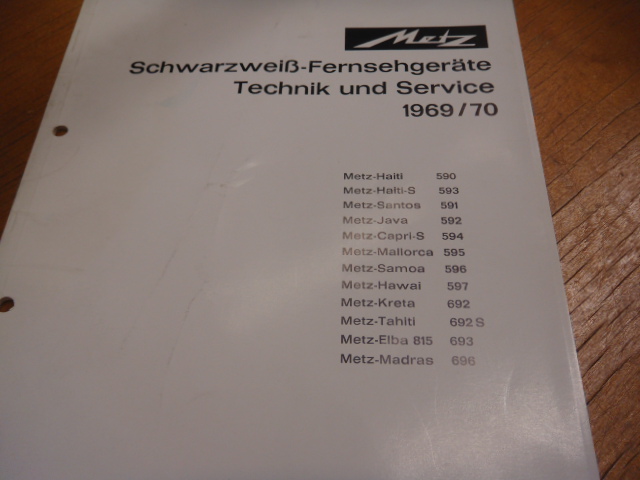 Metz
Schwarzweiß-Fernsehgeräte
Technik und Service
1969/70
Metz-Haiti 590
Metz-Haiti-S 593
Metz-Santos 591
Metz-Java 592
Metz-Capri-S 594
Metz-Mallorca 595
Metz-Samoa 596
Metz-Hawai 597
Metz-Kreta 692
Metz-Tahiti 692 S
Metz-Elba 815 693
Metz-Madras 696